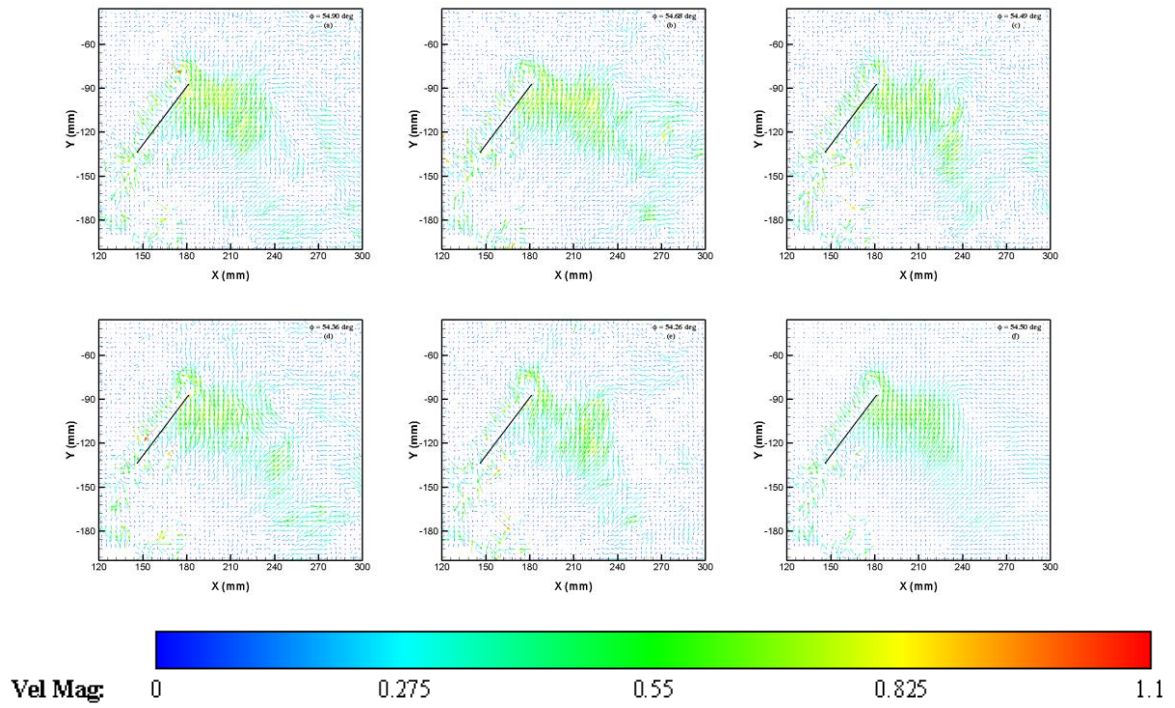 ϕ = 54.90 deg
(a)
-60
-90
-120
-150
-180
Y (mm)
120 150 180 210 240 270 300
X (mm)
ϕ = 54.68 deg
(b)
-60
-90
-120
-150
-180
Y (mm)
120 150 180 210 240 270 300
X (mm)
ϕ = 54.49 deg
(c)
-60
-90
-120
-150
-180
Y (mm)
120 150 180 210 240 270 300
X (mm)
ϕ = 54.36 deg
(d)
-60
-90
-120
-150
-180
Y (mm)
120 150 180 210 240 270 300
X (mm)
ϕ = 54.26 deg
(e)
-60
-90
-120
-150
-180
Y (mm)
120 150 180 210 240 270 300
X (mm)
ϕ = 54.50 deg
(f)
-60
-90
-120
-150
-180
Y (mm)
120 150 180 210 240 270 300
X (mm)
Vel Mag: 0 0.275 0.55 0.825 1.1